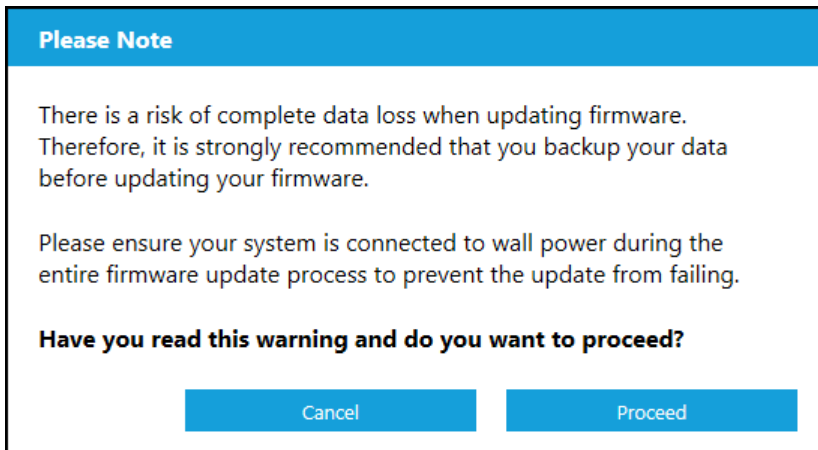 Please Note
There is a risk of complete data loss when updating firmware.
Therefore, it is strongly recommended that you backup your data
before updating your firmware.
Please ensure your system is connected to wall power during the
entire firmware update process to prevent the update from failing.
Have you read this warning and do you want to proceed?
Cancel
Proceed